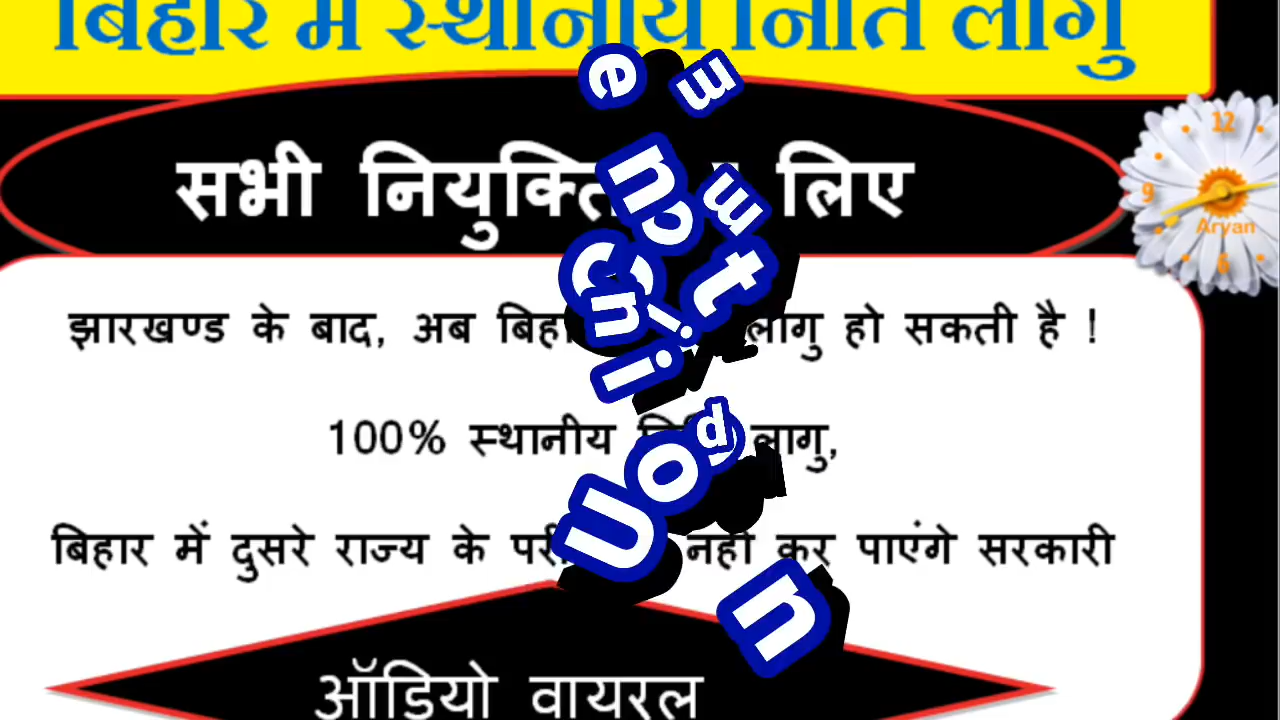 बिहार में स्थानीय निति लागु
सभी नियुक्ति लिए
झारखण्ड के बाद, अब लागु हो सकती है !
100% स्थानीय लागु,
बिहार में दुसरे राज्य के नहीं कर पाएंगे सरकारी
ऑडियो वायरल
12
9
Aryan
6